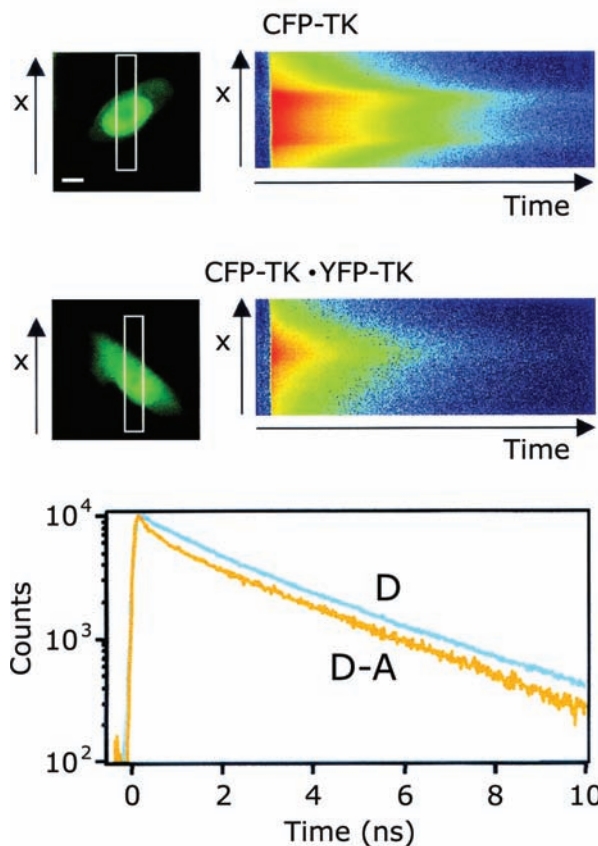 CFP-TK
x
x
Time
CFP-TK • YFP-TK
x
x
Time
10⁴
D
Counts
10³
D-A
10²
0 2 4 6 8 10
Time (ns)